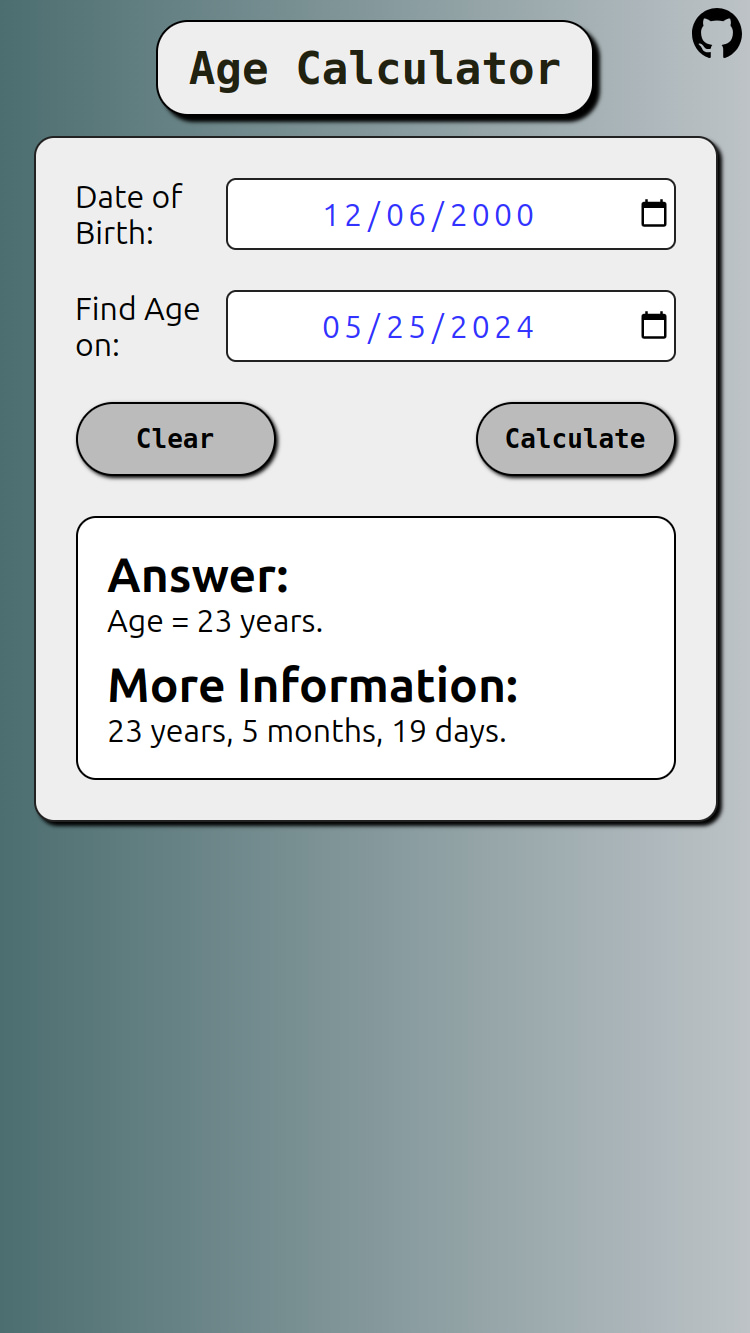 Age Calculator
Date of
Birth:
12/06/2000
Find Age
on:
05/25/2024
Clear
Calculate
Answer:
Age = 23 years.
More Information:
23 years, 5 months, 19 days.